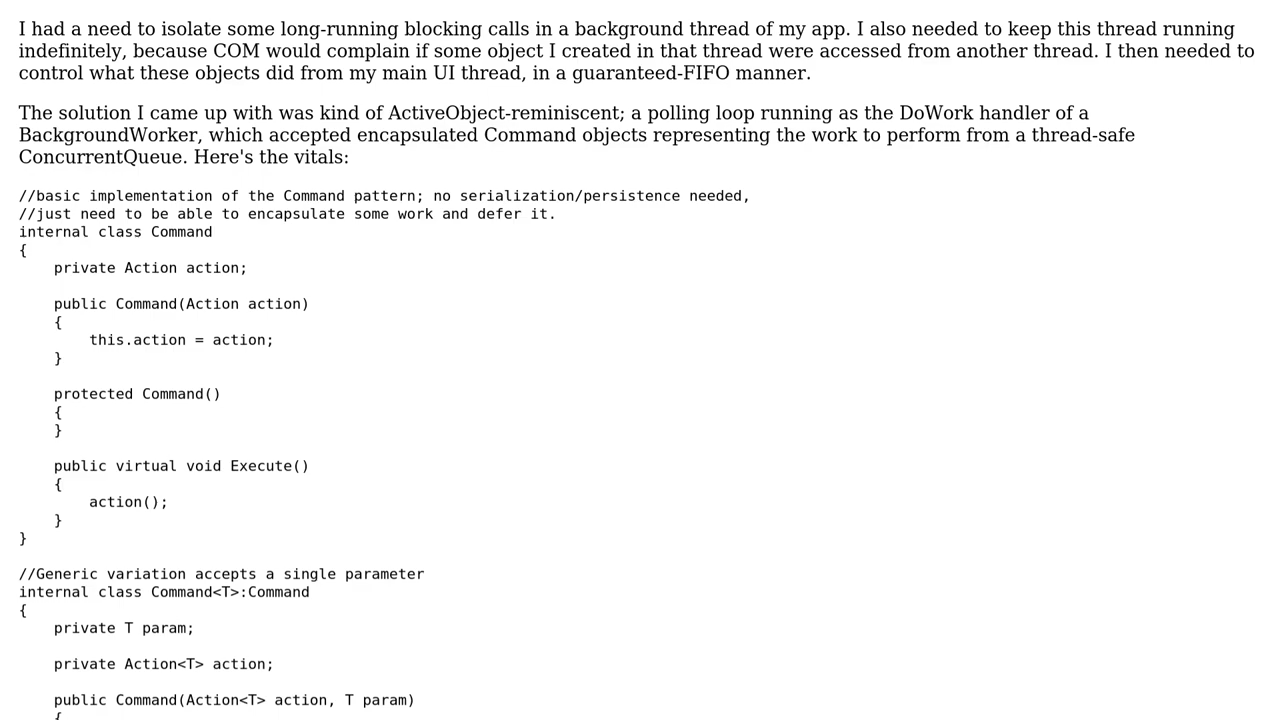 I had a need to isolate some long-running blocking calls in a background thread of my app. I also needed to keep this thread running
indefinitely, because COM would complain if some object I created in that thread were accessed from another thread. I then needed to
control what these objects did from my main UI thread, in a guaranteed-FIFO manner.

The solution I came up with was kind of ActiveObject-reminiscent; a polling loop running as the DoWork handler of a
BackgroundWorker, which accepted encapsulated Command objects representing the work to perform from a thread-safe
ConcurrentQueue. Here's the vitals:

//basic implementation of the Command pattern; no serialization/persistence needed,
//just need to be able to encapsulate some work and defer it.
internal class Command
{
    private Action action;

    public Command(Action action)
    {
        this.action = action;
    }

    protected Command()
    {
    }

    public virtual void Execute()
    {
        action();
    }
}

//Generic variation accepts a single parameter
internal class Command<T>:Command
{
    private T param;

    private Action<T> action;

    public Command(Action<T> action, T param)
    {